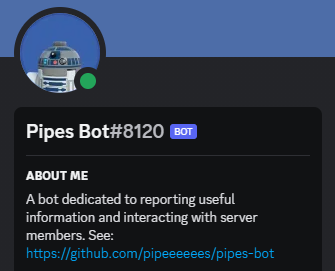 Pipes Bot#8120 BOT
ABOUT ME
A bot dedicated to reporting useful
information and interacting with server
members. See:
https://github.com/pipeeeeees/pipes-bot